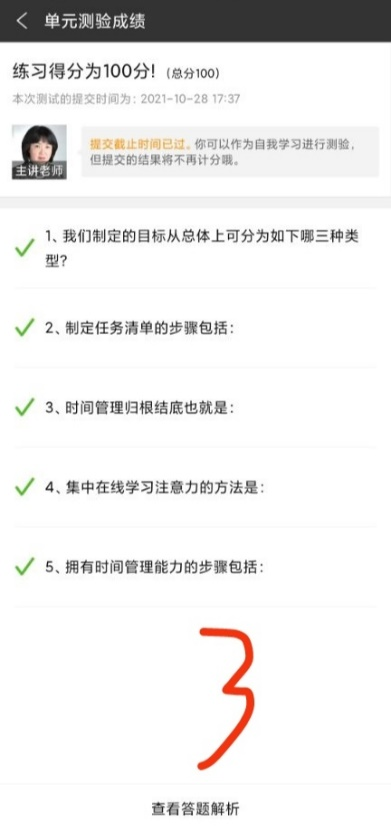 单元测验成绩
练习得分为100分! (总分100)
本次测试的提交时间为: 2021-10-28 17:37
提交截止时间已过。你可以作为自我学习进行测验,
但提交的结果将不再计分哦。
主讲老师
1、我们制定的目标从总体上可分为如下哪三种类
型?
2、制定任务清单的步骤包括:
3、时间管理归根结底也就是:
4、集中在线学习注意力的方法是:
5、拥有时间管理能力的步骤包括:
3
查看答题解析